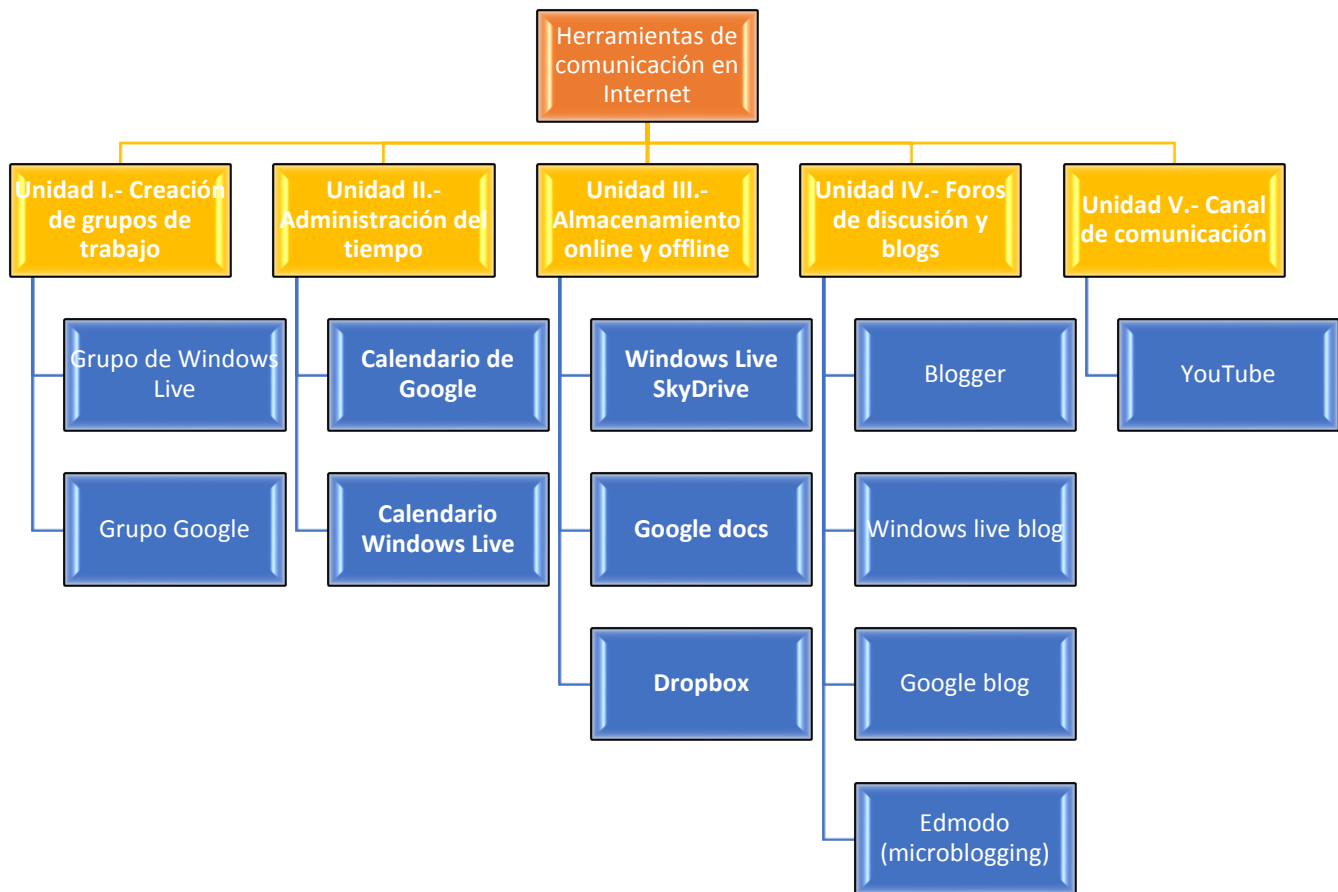 Herramientas de
comunicación en
Internet
Unidad I.- Creación
de grupos de
trabajo
Grupo de Windows
Live
Grupo Google
Unidad II.-
Administración del
tiempo
Calendario de
Google
Calendario
Windows Live
Unidad III.-
Almacenamiento
online y offline
Windows Live
SkyDrive
Google docs
Dropbox
Unidad IV.- Foros
de discusión y
blogs
Blogger
Windows live blog
Google blog
Edmodo
(microblogging)
Unidad V.- Canal
de comunicación
YouTube